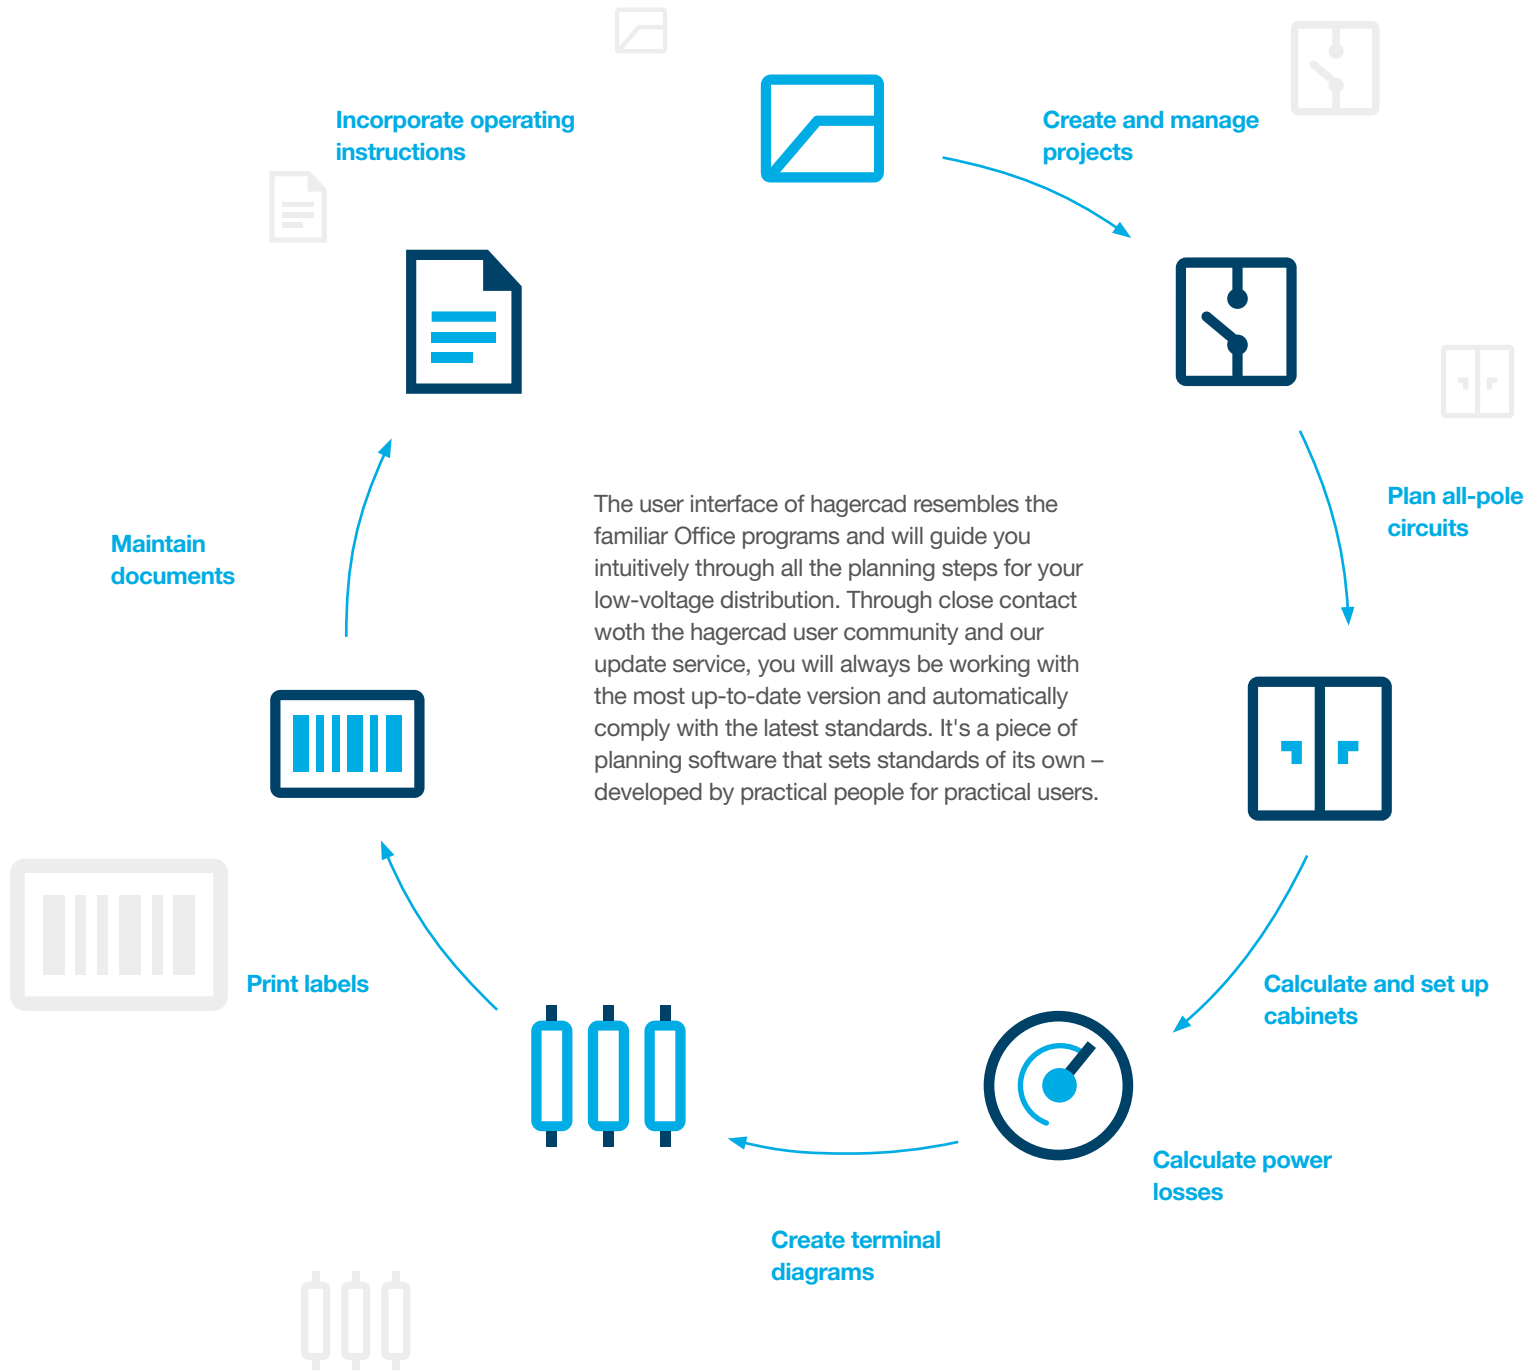 Incorporate operating
instructions
Create and manage
projects
Plan all-pole
circuits
Maintain
documents
The user interface of hagercad resembles the
familiar Office programs and will guide you
intuitively through all the planning steps for your
low-voltage distribution. Through close contact
woth the hagercad user community and our
update service, you will always be working with
the most up-to-date version and automatically
comply with the latest standards. It's a piece of
planning software that sets standards of its own –
developed by practical people for practical users.
Print labels
Calculate and set up
cabinets
Calculate power
losses
Create terminal
diagrams